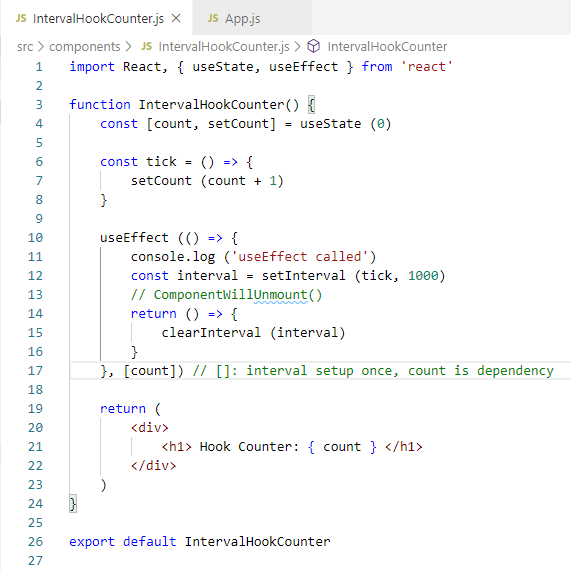 JS IntervalHookCounter.js × JS App.js
src > components > JS IntervalHookCounter.js > IntervalHookCounter
1 import React, { useState, useEffect } from 'react'
2
3 function IntervalHookCounter() {
4     const [count, setCount] = useState (0)
5
6     const tick = () => {
7         setCount (count + 1)
8     }
9
10     useEffect (() => {
11         console.log ('useEffect called')
12         const interval = setInterval (tick, 1000)
13         // ComponentWillUnmount()
14         return () => {
15             clearInterval (interval)
16         }
17     }, [count]) // []: interval setup once, count is dependency
18
19     return (
20         <div>
21             <h1> Hook Counter: { count } </h1>
22         </div>
23     )
24 }
25
26 export default IntervalHookCounter
27